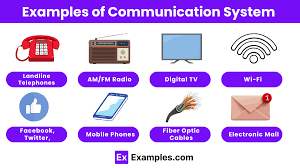 Examples of Communication System
Landline
Telephones
AM/FM Radio
Digital TV
Wi-Fi
Facebook,
Twitter,
Mobile Phones
Fiber Optic
Cables
Electronic Mail
1
Ex Examples.com